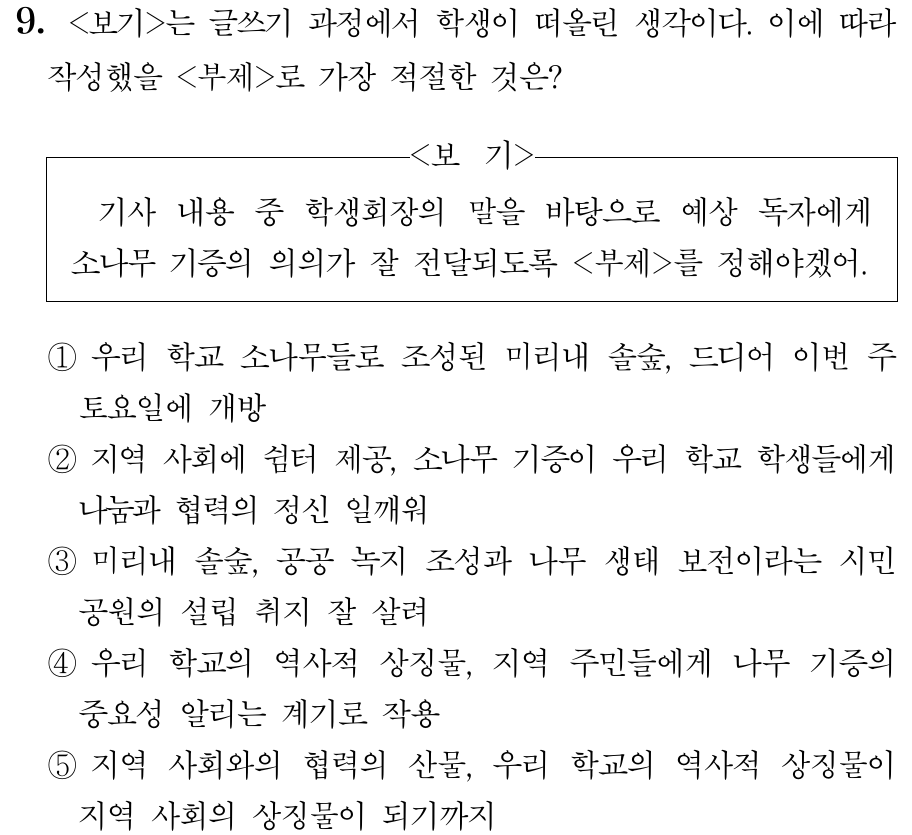 9. <보기>는 글쓰기 과정에서 학생이 떠올린 생각이다. 이에 따라
작성했을 <부제>로 가장 적절한 것은?
<보 기>
기사 내용 중 학생회장의 말을 바탕으로 예상 독자에게
소나무 기증의 의의가 잘 전달되도록 <부제>를 정해야겠어.
① 우리 학교 소나무들로 조성된 미리내 솔숲, 드디어 이번 주
토요일에 개방
② 지역 사회에 쉼터 제공, 소나무 기증이 우리 학교 학생들에게
나눔과 협력의 정신 일깨워
③ 미리내 솔숲, 공공 녹지 조성과 나무 생태 보전이라는 시민
공원의 설립 취지 잘 살려
④ 우리 학교의 역사적 상징물, 지역 주민들에게 나무 기증의
중요성 알리는 계기로 작용
⑤ 지역 사회와의 협력의 산물, 우리 학교의 역사적 상징물이
지역 사회의 상징물이 되기까지